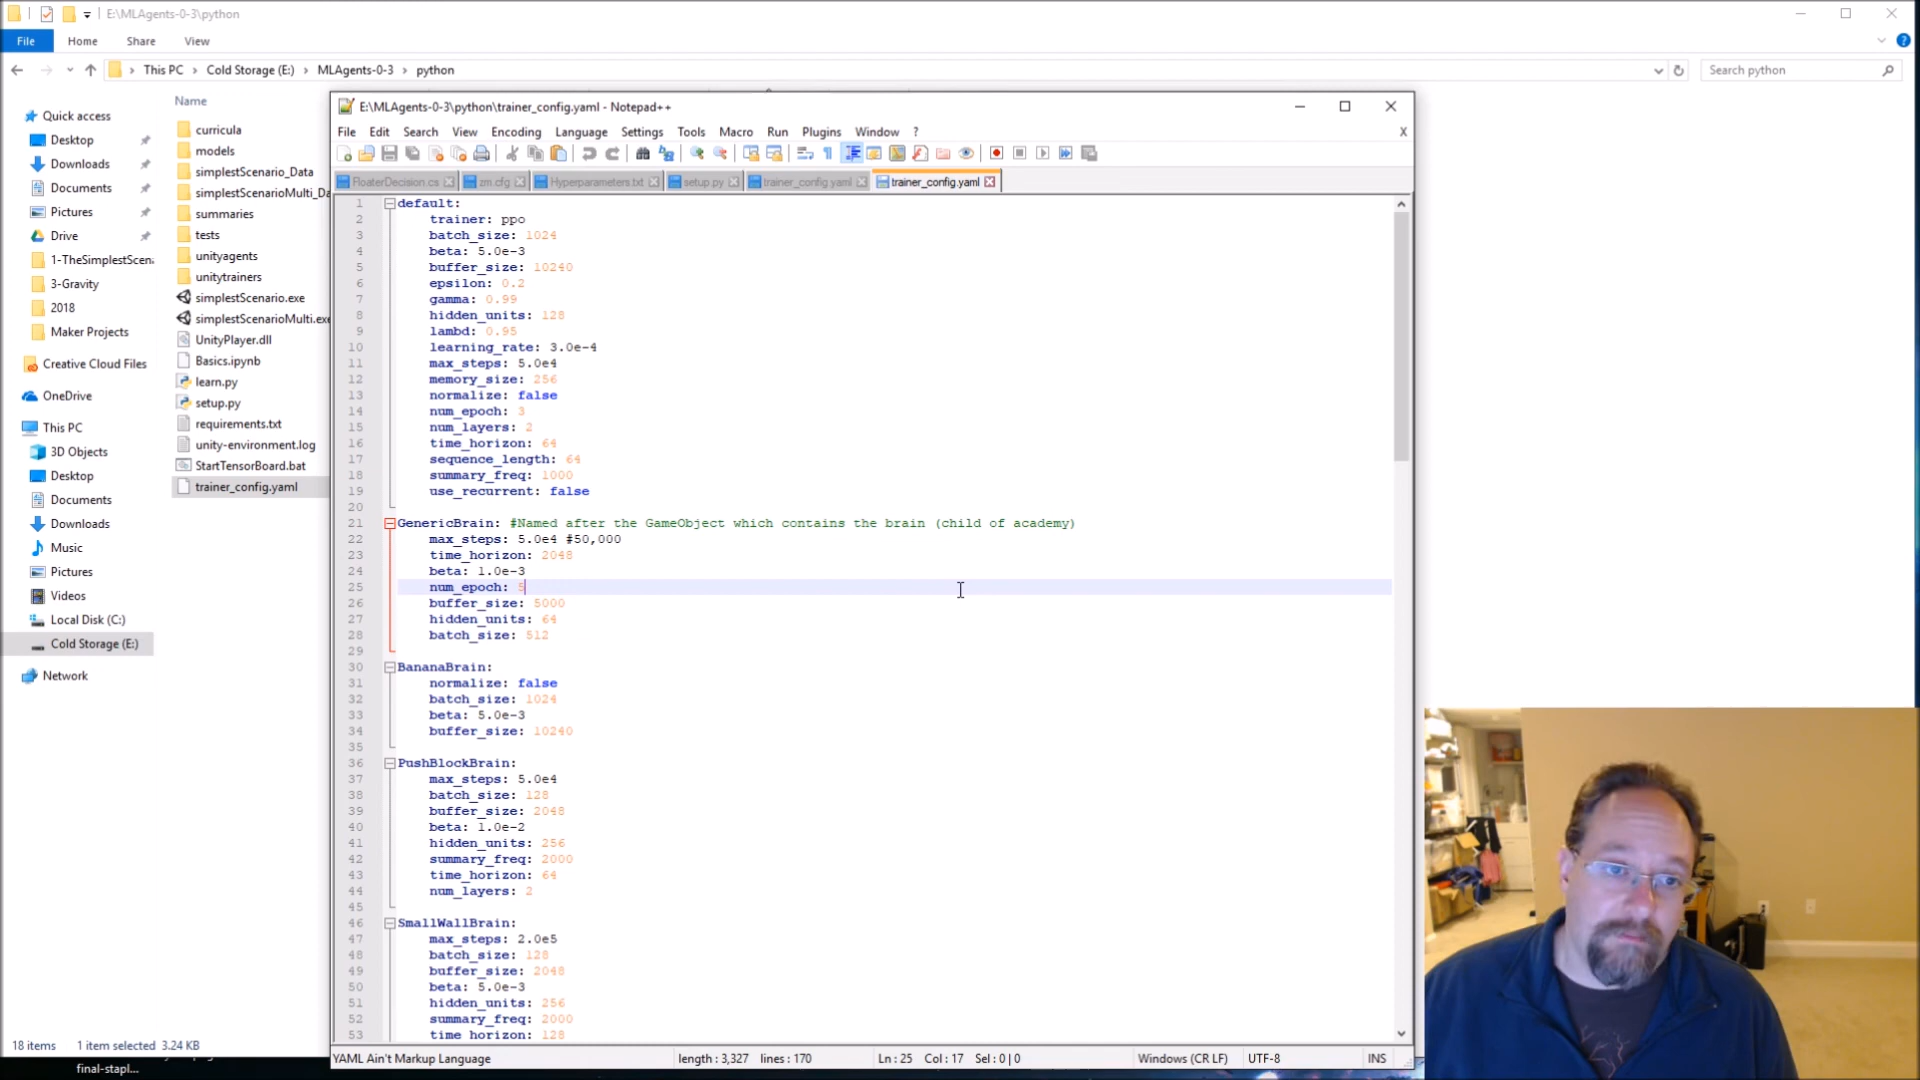 E:\MLAgents-0-3\python
File Home Share View
This PC Cold Storage (E:) MLAgents-0-3 python
Search python
Quick access
Desktop
Downloads
Documents
Pictures
Drive
1-TheSimplestScen
3-Gravity
2018
Maker Projects
Creative Cloud Files
OneDrive
This PC
3D Objects
Desktop
Documents
Downloads
Music
Pictures
Videos
Local Disk (C:)
Cold Storage (E:)
Network
18 items 1 item selected 3.24 KB
final-stapl...
Name
curricula
models
simplestScenario_Data
simplestScenarioMulti_Da
summaries
tests
unityagents
unitytrainers
simplestScenario.exe
simplestScenarioMulti.exe
UnityPlayer.dll
Basics.ipynb
learn.py
setup.py
requirements.txt
unity-environment.log
StartTensorBoard.bat
trainer_config.yaml
E:\MLAgents-0-3\python\trainer_config.yaml - Notepad++
File Edit Search View Encoding Language Settings Tools Macro Run Plugins Window ? X
FloaterDecision.cs zm.cfg Hyperparameters.txt setup.py trainer_config.yaml trainer_config.yaml
1 default:
2 trainer: ppo
3 batch_size: 1024
4 beta: 5.0e-3
5 buffer_size: 10240
6 epsilon: 0.2
7 gamma: 0.99
8 hidden_units: 128
9 lambd: 0.95
10 learning_rate: 3.0e-4
11 max_steps: 5.0e4
12 memory_size: 256
13 normalize: false
14 num_epoch: 3
15 num_layers: 2
16 time_horizon: 64
17 sequence_length: 64
18 summary_freq: 1000
19 use_recurrent: false
20
21 GenericBrain: #Named after the GameObject which contains the brain (child of academy)
22 max_steps: 5.0e4 #50,000
23 time_horizon: 2048
24 beta: 1.0e-3
25 num_epoch: 5
26 buffer_size: 5000
27 hidden_units: 64
28 batch_size: 512
29
30 BananaBrain:
31 normalize: false
32 batch_size: 1024
33 beta: 5.0e-3
34 buffer_size: 10240
35
36 PushBlockBrain:
37 max_steps: 5.0e4
38 batch_size: 128
39 buffer_size: 2048
40 beta: 1.0e-2
41 hidden_units: 256
42 summary_freq: 2000
43 time_horizon: 64
44 num_layers: 2
45
46 SmallWallBrain:
47 max_steps: 2.0e5
48 batch_size: 128
49 buffer_size: 2048
50 beta: 5.0e-3
51 hidden_units: 256
52 summary_freq: 2000
53 time_horizon: 128
YAML Ain't Markup Language length : 3,327 lines : 170 Ln : 25 Col : 17 Sel : 0 | 0 Windows (CR LF) UTF-8 INS